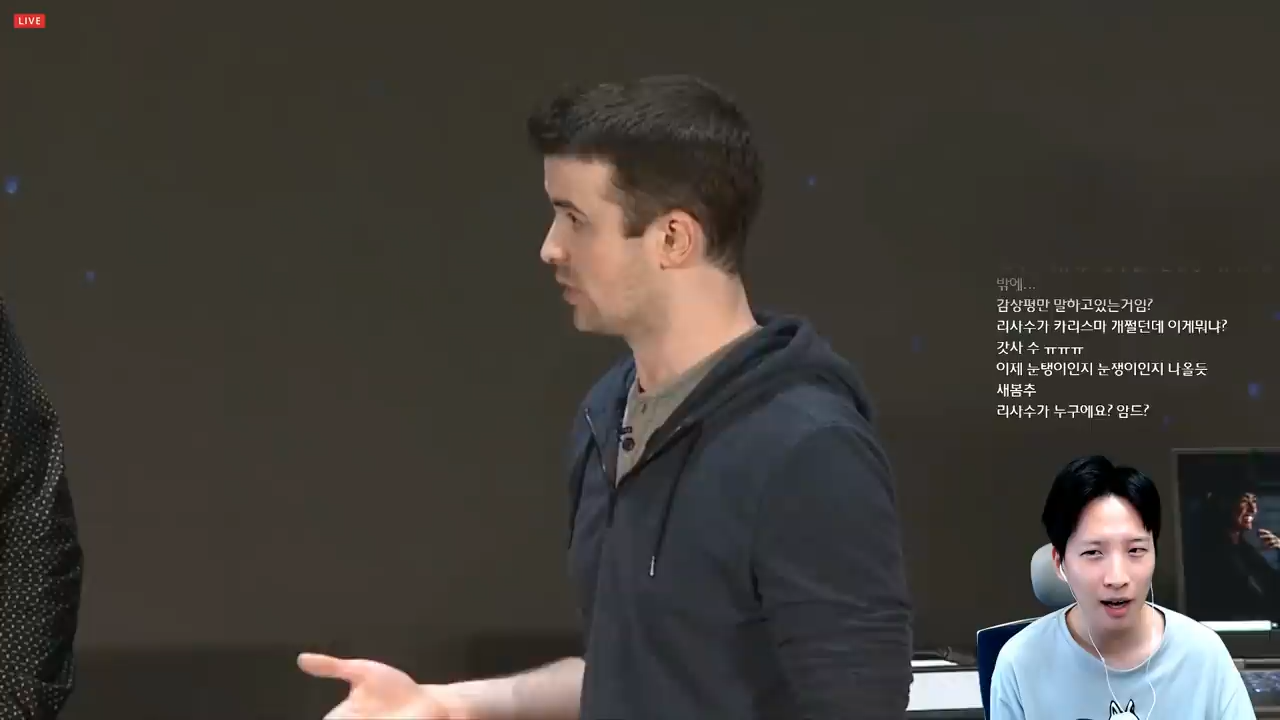 LIVE
밖에...
감상평만 말하고있는거임?
리사수가 카리스마 개쩔던데 이게뭐냐?
갓사 수 ㅠㅠㅠ
이제 눈탱이인지 눈쟁이인지 나올듯
새봄추
리사수가 누구에요? 암드?